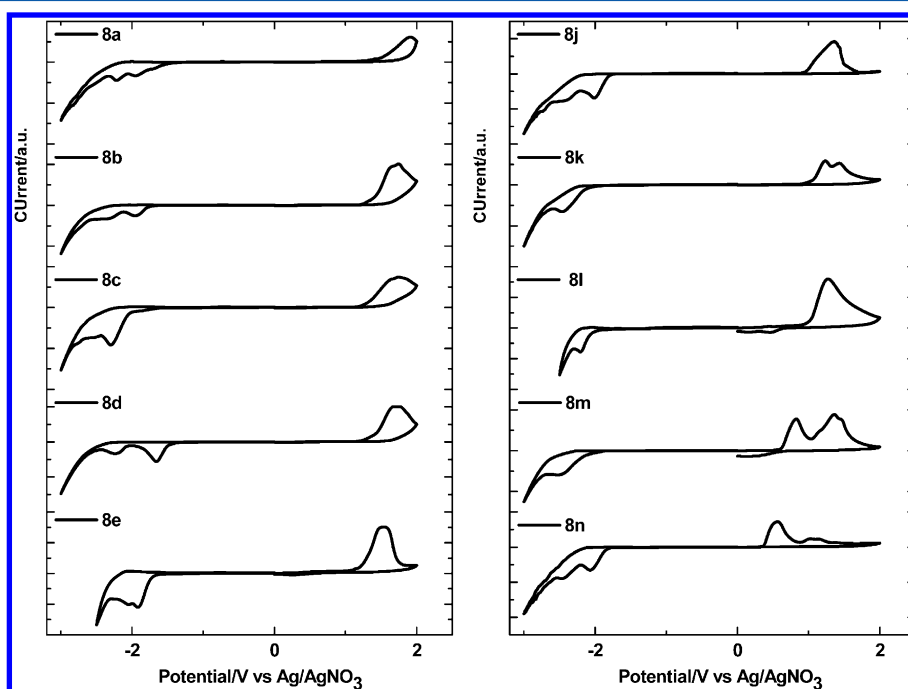 8a
8b
8c
8d
8e
CUrrent/a.u.
-2
0
2
Potential/V vs Ag/AgNO3
8j
8k
8l
8m
8n
CUrrent/a.u.
-2
0
2
Potential/V vs Ag/AgNO3